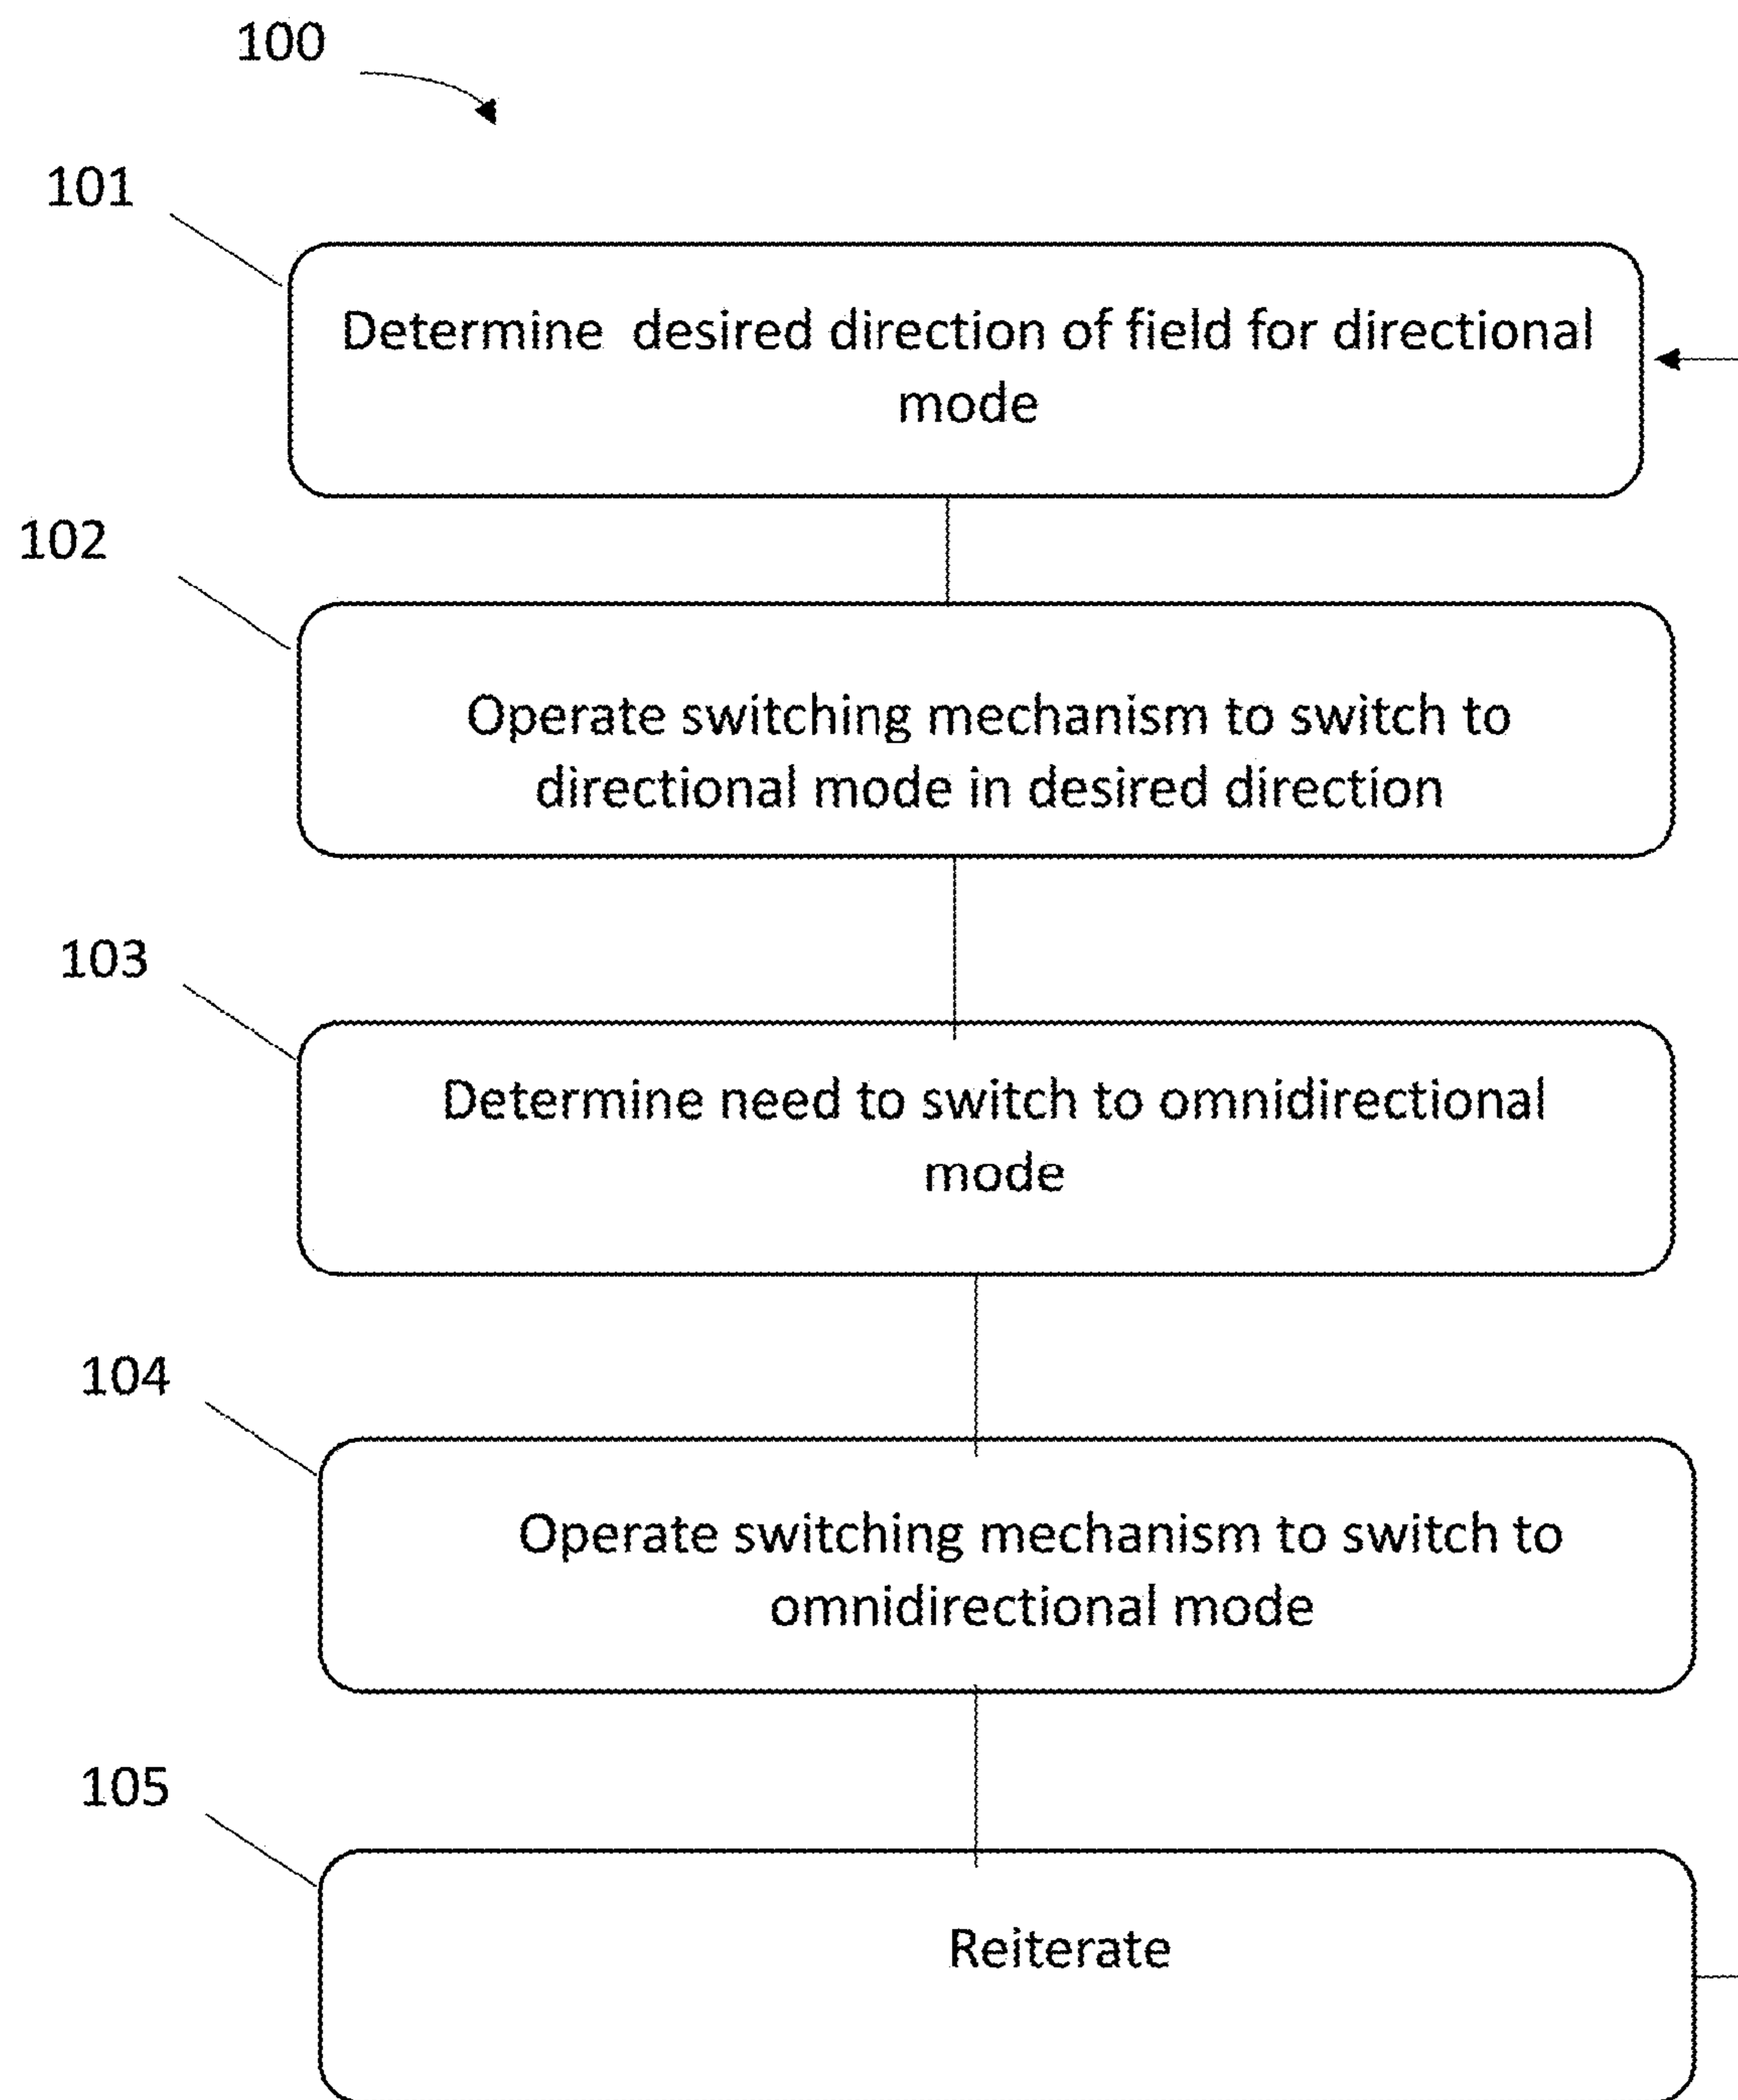 100
101
Determine desired direction of field for directional
mode
102
Operate switching mechanism to switch to
directional mode in desired direction
103
Determine need to switch to omnidirectional
mode
104
Operate switching mechanism to switch to
omnidirectional mode
105
Reiterate